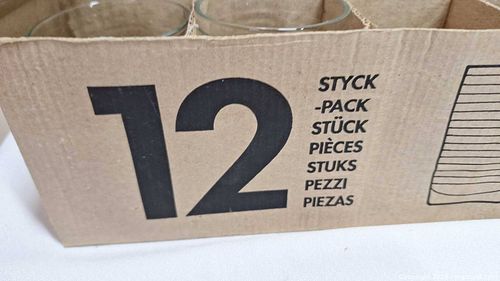 12
STYCK
-PACK
STÜCK
PIÈCES
STUKS
PEZZI
PIEZAS